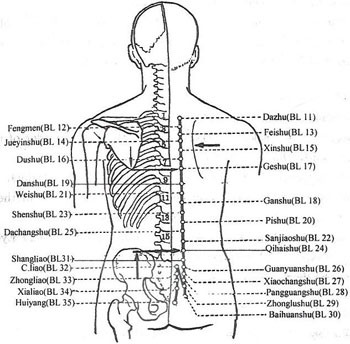 Dazhu(BL 11)
Fengmen(BL 12)
Feishu(BL 13)
Jueyinshu(BL 14)
Xinshu(BL15)
Dushu(BL 16)
Geshu(BL 17)
Danshu(BL 19)
Weishu(BL 21)
Ganshu(BL 18)
Shenshu(BL 23)
Pishu(BL 20)
Dachangshu(BL 25)
Sanjiaoshu(BL 22)
Qihaishu(BL 24)
Shangliao(BL31)
C.liao(BL 32)
Guanyuanshu(BL 26)
Zhongliao(BL 33)
Xiaochangshu(BL 27)
Xialiao(BL 34)
Pangguangshu(BL 28)
Huiyang(BL 35)
Zhonglushu(BL 29)
Baihuanshu(BL 30)